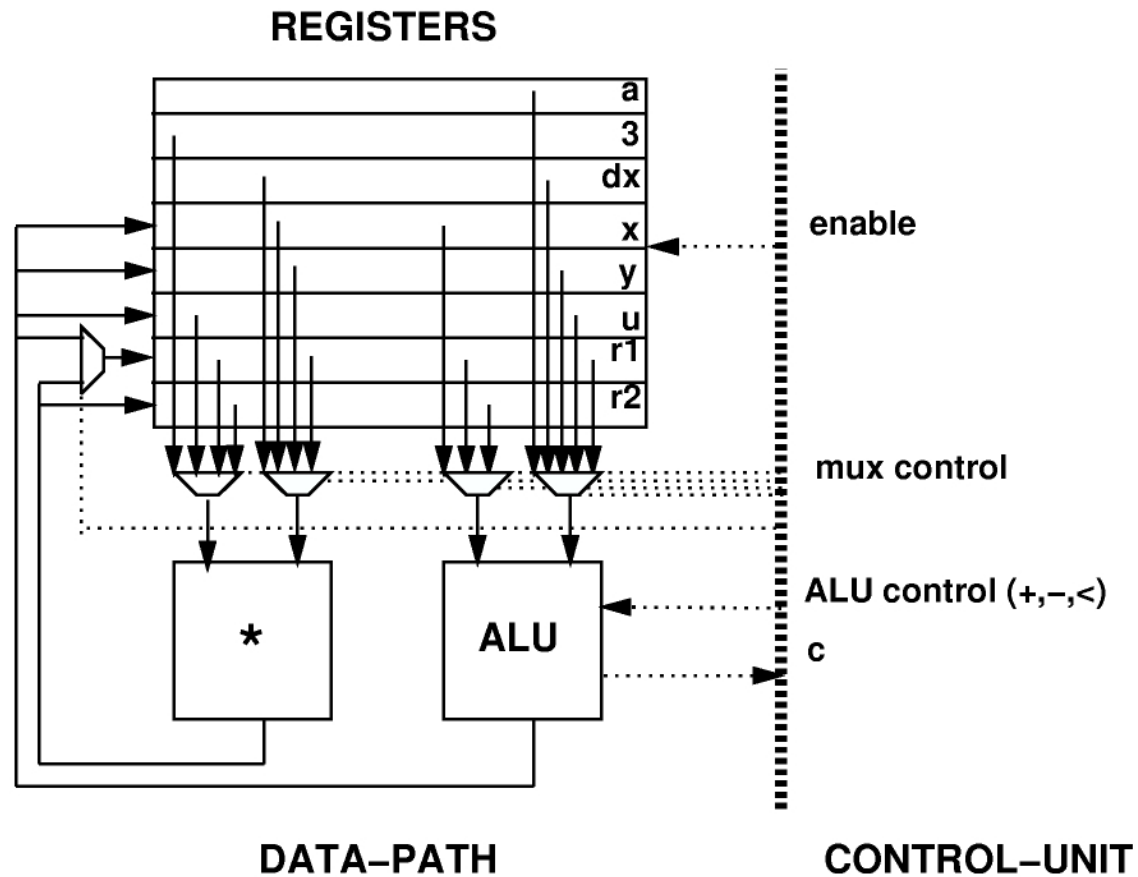 REGISTERS
a
3
dx
x
y
u
r1
r2
enable
mux control
ALU control (+,−,<)
*
ALU
c
DATA−PATH
CONTROL−UNIT